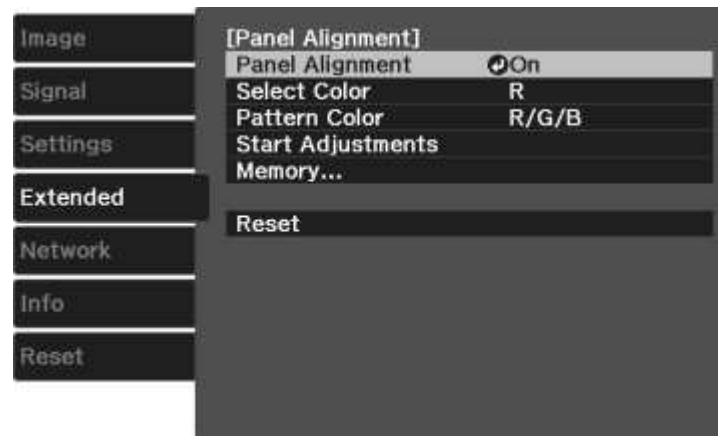 Image
Signal
Settings
Extended
Network
Info
Reset
[Panel Alignment]
Panel Alignment On
Select Color R
Pattern Color R/G/B
Start Adjustments
Memory...
Reset